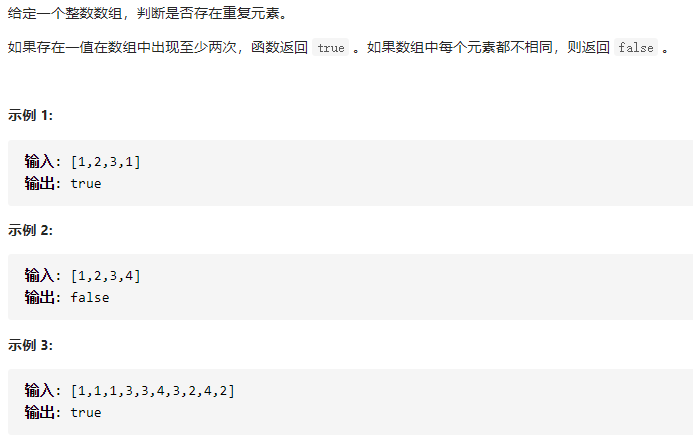 给定一个整数数组，判断是否存在重复元素。
如果存在一值在数组中出现至少两次，函数返回 true 。如果数组中每个元素都不相同，则返回 false 。
示例 1:
输入: [1,2,3,1]
输出: true
示例 2:
输入: [1,2,3,4]
输出: false
示例 3:
输入: [1,1,1,3,3,4,3,2,4,2]
输出: true